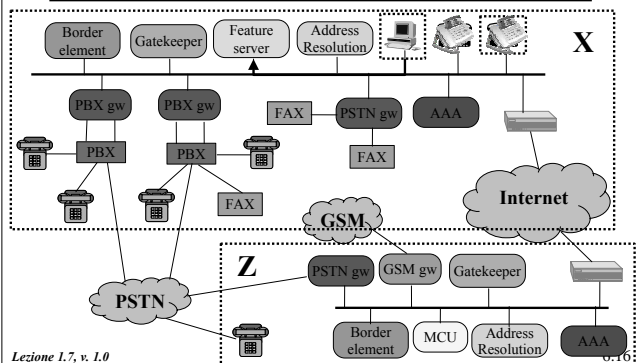 Border element
Gatekeeper
Feature server
Address Resolution
X
PBX gw
PBX gw
FAX
PSTN gw
AAA
FAX
PBX
PBX
FAX
Internet
GSM
Z
PSTN gw
GSM gw
Gatekeeper
PSTN
Border element
MCU
Address Resolution
AAA
Lezione 1.7, v. 1.0
6.16